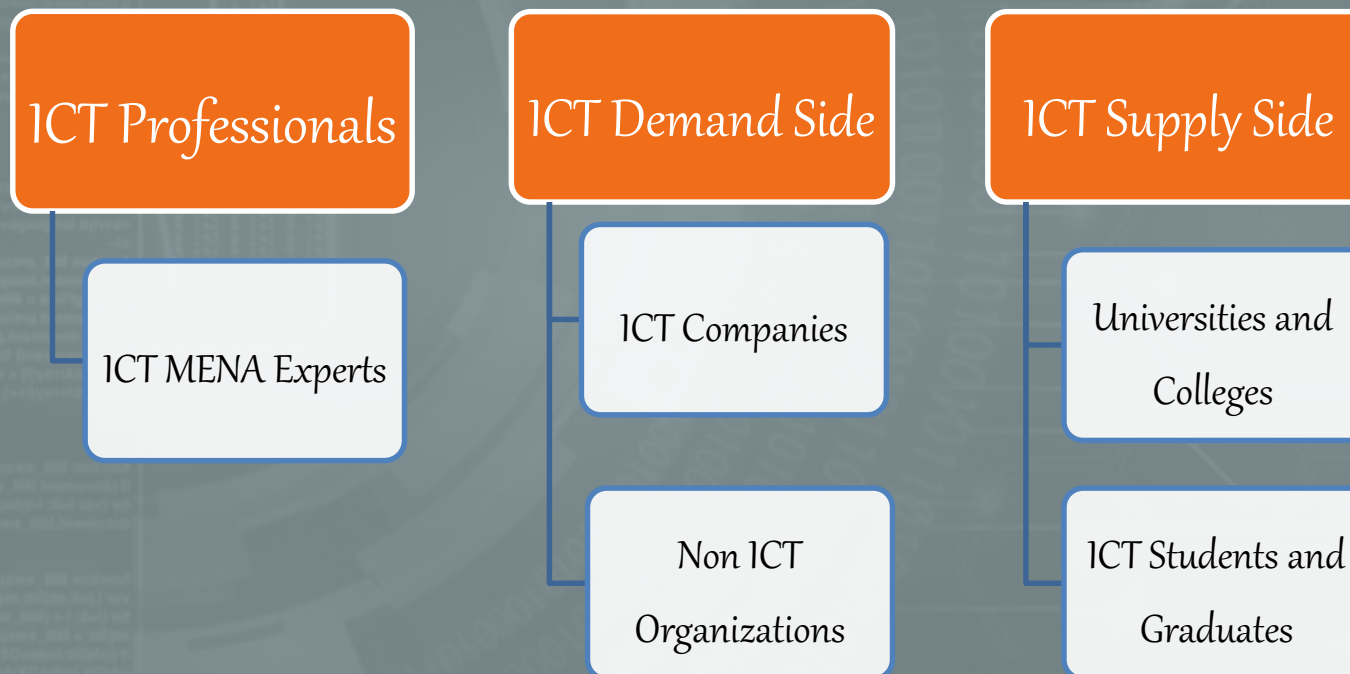 ICT Professionals
ICT MENA Experts
ICT Demand Side
ICT Companies
Non ICT
Organizations
ICT Supply Side
Universities and
Colleges
ICT Students and
Graduates